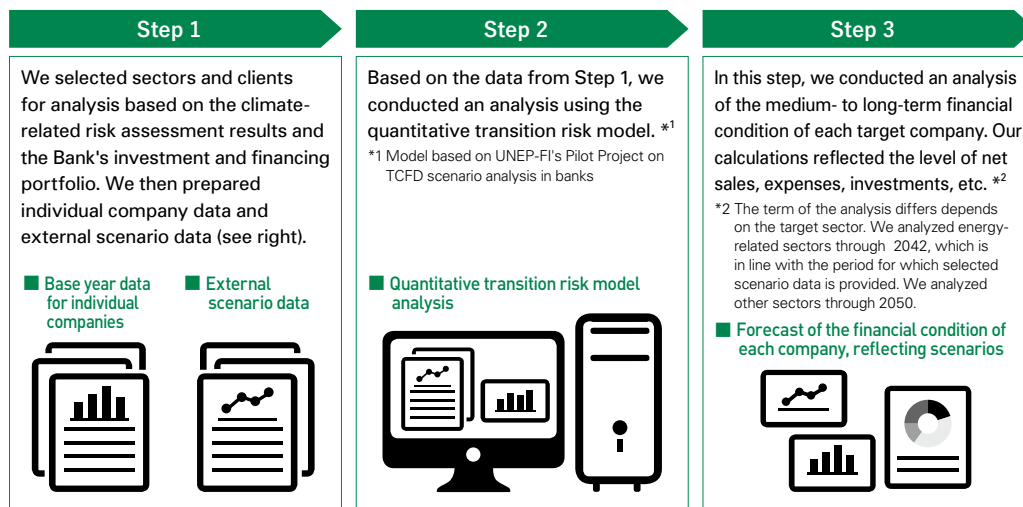 Step 1
We selected sectors and clients
for analysis based on the climate-
related risk assessment results and
the Bank's investment and financing
portfolio. We then prepared
individual company data and
external scenario data (see right).
■ Base year data
for individual
companies
■ External
scenario data
Step 2
Based on the data from Step 1, we
conducted an analysis using the
quantitative transition risk model. *1
*1 Model based on UNEP-FI's Pilot Project on
TCFD scenario analysis in banks
■ Quantitative transition risk model
analysis
Step 3
In this step, we conducted an analysis
of the medium- to long-term financial
condition of each target company. Our
calculations reflected the level of net
sales, expenses, investments, etc. *2
*2 The term of the analysis differs depends
on the target sector. We analyzed energy-
related sectors through 2042, which is
in line with the period for which selected
scenario data is provided. We analyzed
other sectors through 2050.
■ Forecast of the financial condition of
each company, reflecting scenarios